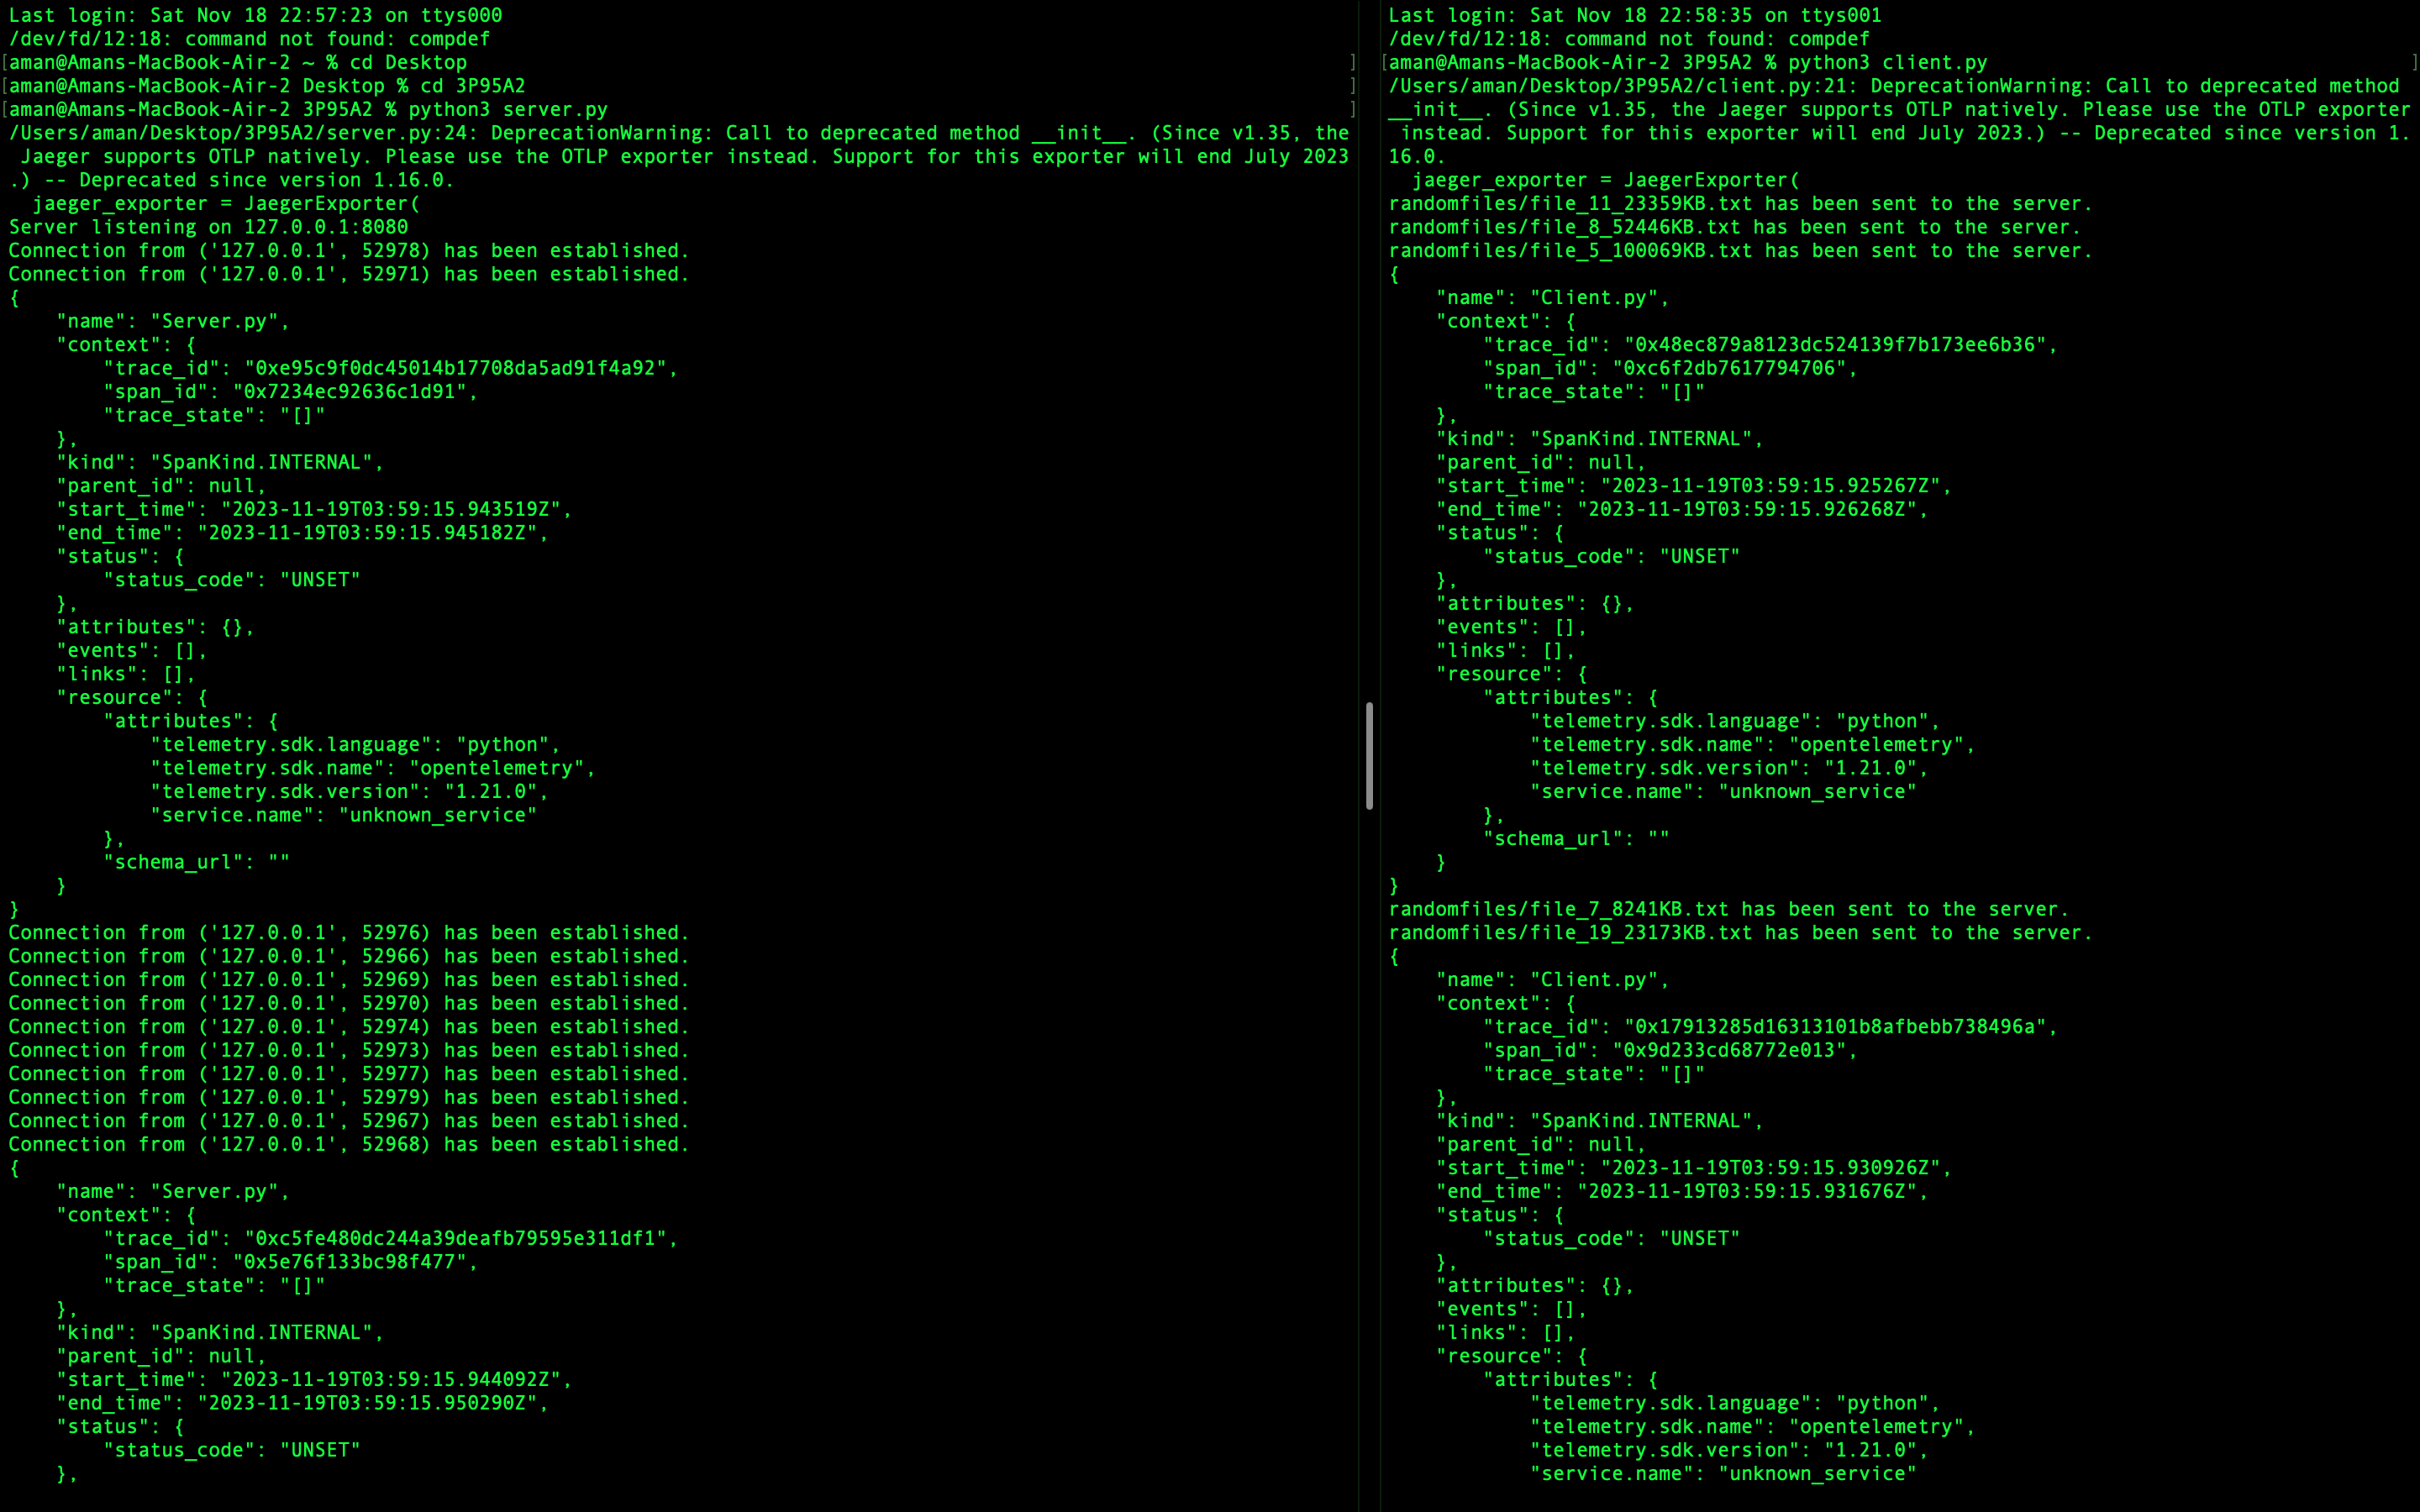 Last login: Sat Nov 18 22:57:23 on ttys000
/dev/fd/12:18: command not found: compdef
[aman@Amans-MacBook-Air-2 ~ % cd Desktop ]
[aman@Amans-MacBook-Air-2 Desktop % cd 3P95A2 ]
[aman@Amans-MacBook-Air-2 3P95A2 % python3 server.py ]
/Users/aman/Desktop/3P95A2/server.py:24: DeprecationWarning: Call to deprecated method __init__. (Since v1.35, the
 Jaeger supports OTLP natively. Please use the OTLP exporter instead. Support for this exporter will end July 2023
.) -- Deprecated since version 1.16.0.
  jaeger_exporter = JaegerExporter(
Server listening on 127.0.0.1:8080
Connection from ('127.0.0.1', 52978) has been established.
Connection from ('127.0.0.1', 52971) has been established.
{
    "name": "Server.py",
    "context": {
        "trace_id": "0xe95c9f0dc45014b17708da5ad91f4a92",
        "span_id": "0x7234ec92636c1d91",
        "trace_state": "[]"
    },
    "kind": "SpanKind.INTERNAL",
    "parent_id": null,
    "start_time": "2023-11-19T03:59:15.943519Z",
    "end_time": "2023-11-19T03:59:15.945182Z",
    "status": {
        "status_code": "UNSET"
    },
    "attributes": {},
    "events": [],
    "links": [],
    "resource": {
        "attributes": {
            "telemetry.sdk.language": "python",
            "telemetry.sdk.name": "opentelemetry",
            "telemetry.sdk.version": "1.21.0",
            "service.name": "unknown_service"
        },
        "schema_url": ""
    }
}
Connection from ('127.0.0.1', 52976) has been established.
Connection from ('127.0.0.1', 52966) has been established.
Connection from ('127.0.0.1', 52969) has been established.
Connection from ('127.0.0.1', 52970) has been established.
Connection from ('127.0.0.1', 52974) has been established.
Connection from ('127.0.0.1', 52973) has been established.
Connection from ('127.0.0.1', 52977) has been established.
Connection from ('127.0.0.1', 52979) has been established.
Connection from ('127.0.0.1', 52967) has been established.
Connection from ('127.0.0.1', 52968) has been established.
{
    "name": "Server.py",
    "context": {
        "trace_id": "0xc5fe480dc244a39deafb79595e311df1",
        "span_id": "0x5e76f133bc98f477",
        "trace_state": "[]"
    },
    "kind": "SpanKind.INTERNAL",
    "parent_id": null,
    "start_time": "2023-11-19T03:59:15.944092Z",
    "end_time": "2023-11-19T03:59:15.950290Z",
    "status": {
        "status_code": "UNSET"
    },
Last login: Sat Nov 18 22:58:35 on ttys001
/dev/fd/12:18: command not found: compdef
[aman@Amans-MacBook-Air-2 3P95A2 % python3 client.py ]
/Users/aman/Desktop/3P95A2/client.py:21: DeprecationWarning: Call to deprecated method
__init__. (Since v1.35, the Jaeger supports OTLP natively. Please use the OTLP exporter
 instead. Support for this exporter will end July 2023.) -- Deprecated since version 1.
16.0.
  jaeger_exporter = JaegerExporter(
randomfiles/file_11_23359KB.txt has been sent to the server.
randomfiles/file_8_52446KB.txt has been sent to the server.
randomfiles/file_5_100069KB.txt has been sent to the server.
{
    "name": "Client.py",
    "context": {
        "trace_id": "0x48ec879a8123dc524139f7b173ee6b36",
        "span_id": "0xc6f2db7617794706",
        "trace_state": "[]"
    },
    "kind": "SpanKind.INTERNAL",
    "parent_id": null,
    "start_time": "2023-11-19T03:59:15.925267Z",
    "end_time": "2023-11-19T03:59:15.926268Z",
    "status": {
        "status_code": "UNSET"
    },
    "attributes": {},
    "events": [],
    "links": [],
    "resource": {
        "attributes": {
            "telemetry.sdk.language": "python",
            "telemetry.sdk.name": "opentelemetry",
            "telemetry.sdk.version": "1.21.0",
            "service.name": "unknown_service"
        },
        "schema_url": ""
    }
}
randomfiles/file_7_8241KB.txt has been sent to the server.
randomfiles/file_19_23173KB.txt has been sent to the server.
{
    "name": "Client.py",
    "context": {
        "trace_id": "0x17913285d16313101b8afbebb738496a",
        "span_id": "0x9d233cd68772e013",
        "trace_state": "[]"
    },
    "kind": "SpanKind.INTERNAL",
    "parent_id": null,
    "start_time": "2023-11-19T03:59:15.930926Z",
    "end_time": "2023-11-19T03:59:15.931676Z",
    "status": {
        "status_code": "UNSET"
    },
    "attributes": {},
    "events": [],
    "links": [],
    "resource": {
        "attributes": {
            "telemetry.sdk.language": "python",
            "telemetry.sdk.name": "opentelemetry",
            "telemetry.sdk.version": "1.21.0",
            "service.name": "unknown_service"